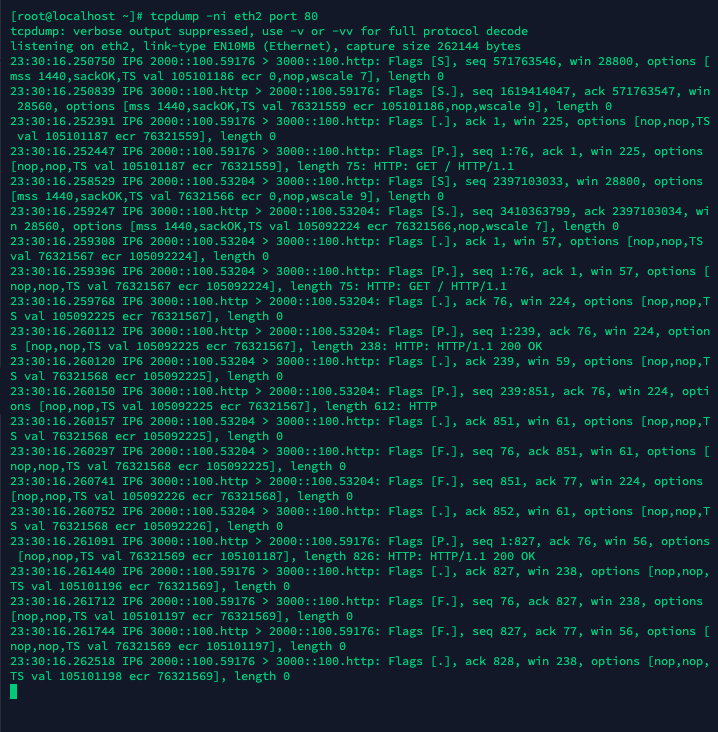 [root@localhost ~]# tcpdump -ni eth2 port 80
tcpdump: verbose output suppressed, use -v or -vv for full protocol decode
listening on eth2, link-type EN10MB (Ethernet), capture size 262144 bytes
23:30:16.250750 IP6 2000::100.59176 > 3000::100.http: Flags [S], seq 571763546, win 28800, options [
mss 1440,sackOK,TS val 105101186 ecr 0,nop,wscale 7], length 0
23:30:16.250839 IP6 3000::100.http > 2000::100.59176: Flags [S.], seq 1619414047, ack 571763547, win
 28560, options [mss 1440,sackOK,TS val 76321559 ecr 105101186,nop,wscale 9], length 0
23:30:16.252391 IP6 2000::100.59176 > 3000::100.http: Flags [.], ack 1, win 225, options [nop,nop,TS
 val 105101187 ecr 76321559], length 0
23:30:16.252447 IP6 2000::100.59176 > 3000::100.http: Flags [P.], seq 1:76, ack 1, win 225, options
[nop,nop,TS val 105101187 ecr 76321559], length 75: HTTP: GET / HTTP/1.1
23:30:16.258529 IP6 2000::100.53204 > 3000::100.http: Flags [S], seq 2397103033, win 28800, options
[mss 1440,sackOK,TS val 76321566 ecr 0,nop,wscale 9], length 0
23:30:16.259247 IP6 3000::100.http > 2000::100.53204: Flags [S.], seq 3410363799, ack 2397103034, wi
n 28560, options [mss 1440,sackOK,TS val 105092224 ecr 76321566,nop,wscale 7], length 0
23:30:16.259308 IP6 2000::100.53204 > 3000::100.http: Flags [.], ack 1, win 57, options [nop,nop,TS
val 76321567 ecr 105092224], length 0
23:30:16.259396 IP6 2000::100.53204 > 3000::100.http: Flags [P.], seq 1:76, ack 1, win 57, options [
nop,nop,TS val 76321567 ecr 105092224], length 75: HTTP: GET / HTTP/1.1
23:30:16.259768 IP6 3000::100.http > 2000::100.53204: Flags [.], ack 76, win 224, options [nop,nop,T
S val 105092225 ecr 76321567], length 0
23:30:16.260112 IP6 3000::100.http > 2000::100.53204: Flags [P.], seq 1:239, ack 76, win 224, option
s [nop,nop,TS val 105092225 ecr 76321567], length 238: HTTP: HTTP/1.1 200 OK
23:30:16.260120 IP6 2000::100.53204 > 3000::100.http: Flags [.], ack 239, win 59, options [nop,nop,T
S val 76321568 ecr 105092225], length 0
23:30:16.260150 IP6 3000::100.http > 2000::100.53204: Flags [P.], seq 239:851, ack 76, win 224, opti
ons [nop,nop,TS val 105092225 ecr 76321567], length 612: HTTP
23:30:16.260157 IP6 2000::100.53204 > 3000::100.http: Flags [.], ack 851, win 61, options [nop,nop,T
S val 76321568 ecr 105092225], length 0
23:30:16.260297 IP6 2000::100.53204 > 3000::100.http: Flags [F.], seq 76, ack 851, win 61, options [
nop,nop,TS val 76321568 ecr 105092225], length 0
23:30:16.260741 IP6 3000::100.http > 2000::100.53204: Flags [F.], seq 851, ack 77, win 224, options
[nop,nop,TS val 105092226 ecr 76321568], length 0
23:30:16.260752 IP6 2000::100.53204 > 3000::100.http: Flags [.], ack 852, win 61, options [nop,nop,T
S val 76321568 ecr 105092226], length 0
23:30:16.261091 IP6 3000::100.http > 2000::100.59176: Flags [P.], seq 1:827, ack 76, win 56, options
 [nop,nop,TS val 76321569 ecr 105101187], length 826: HTTP: HTTP/1.1 200 OK
23:30:16.261440 IP6 2000::100.59176 > 3000::100.http: Flags [.], ack 827, win 238, options [nop,nop,
TS val 105101196 ecr 76321569], length 0
23:30:16.261712 IP6 2000::100.59176 > 3000::100.http: Flags [F.], seq 76, ack 827, win 238, options
[nop,nop,TS val 105101197 ecr 76321569], length 0
23:30:16.261744 IP6 3000::100.http > 2000::100.59176: Flags [F.], seq 827, ack 77, win 56, options [
nop,nop,TS val 76321569 ecr 105101197], length 0
23:30:16.262518 IP6 2000::100.59176 > 3000::100.http: Flags [.], ack 828, win 238, options [nop,nop,
TS val 105101198 ecr 76321569], length 0